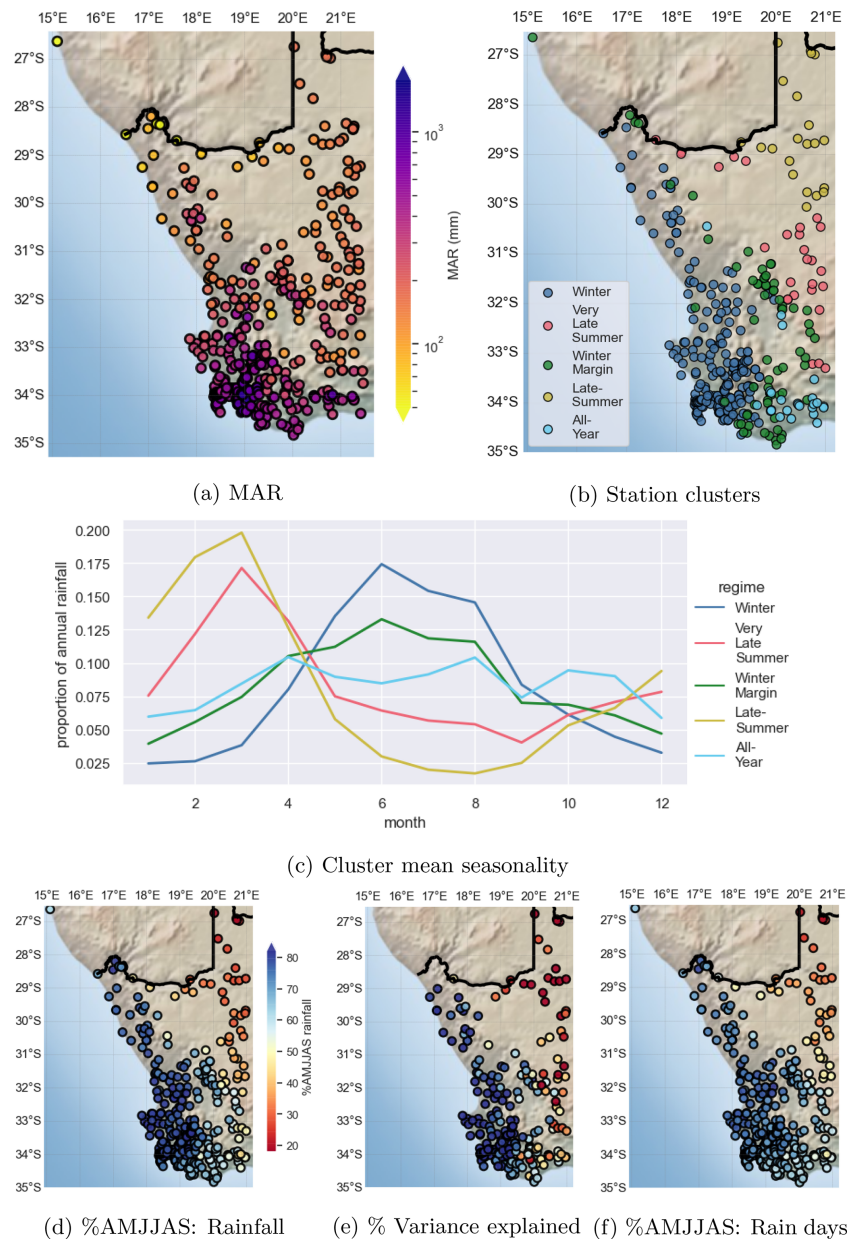 15°E 16°E 17°E 18°E 19°E 20°E 21°E
27°S
28°S
29°S
30°S
31°S
32°S
33°S
34°S
35°S
10³
10²
MAR (mm)
(a) MAR
15°E 16°E 17°E 18°E 19°E 20°E 21°E
27°S
28°S
29°S
30°S
31°S
32°S
33°S
34°S
35°S
Winter
Very
Late
Summer
Winter
Margin
Late-
Summer
All-
Year
(b) Station clusters
0.200
0.175
0.150
0.125
0.100
0.075
0.050
0.025
proportion of annual rainfall
2 4 6 8 10 12
month
regime
Winter
Very
Late
Summer
Winter
Margin
Late-
Summer
All-
Year
(c) Cluster mean seasonality
15°E 16°E 17°E 18°E 19°E 20°E 21°E
27°S
28°S
29°S
30°S
31°S
32°S
33°S
34°S
35°S
80
70
60
50
40
30
20
%AMJJAS rainfall
(d) %AMJJAS: Rainfall
15°E 16°E 17°E 18°E 19°E 20°E 21°E
27°S
28°S
29°S
30°S
31°S
32°S
33°S
34°S
35°S
(e) % Variance explained
15°E 16°E 17°E 18°E 19°E 20°E 21°E
27°S
28°S
29°S
30°S
31°S
32°S
33°S
34°S
35°S
(f) %AMJJAS: Rain days